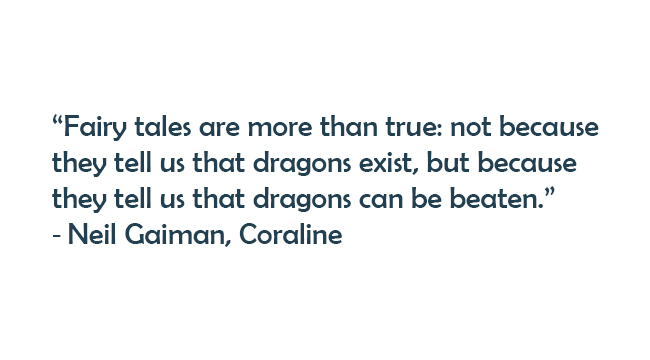 “Fairy tales are more than true: not because
they tell us that dragons exist, but because
they tell us that dragons can be beaten.”
- Neil Gaiman, Coraline